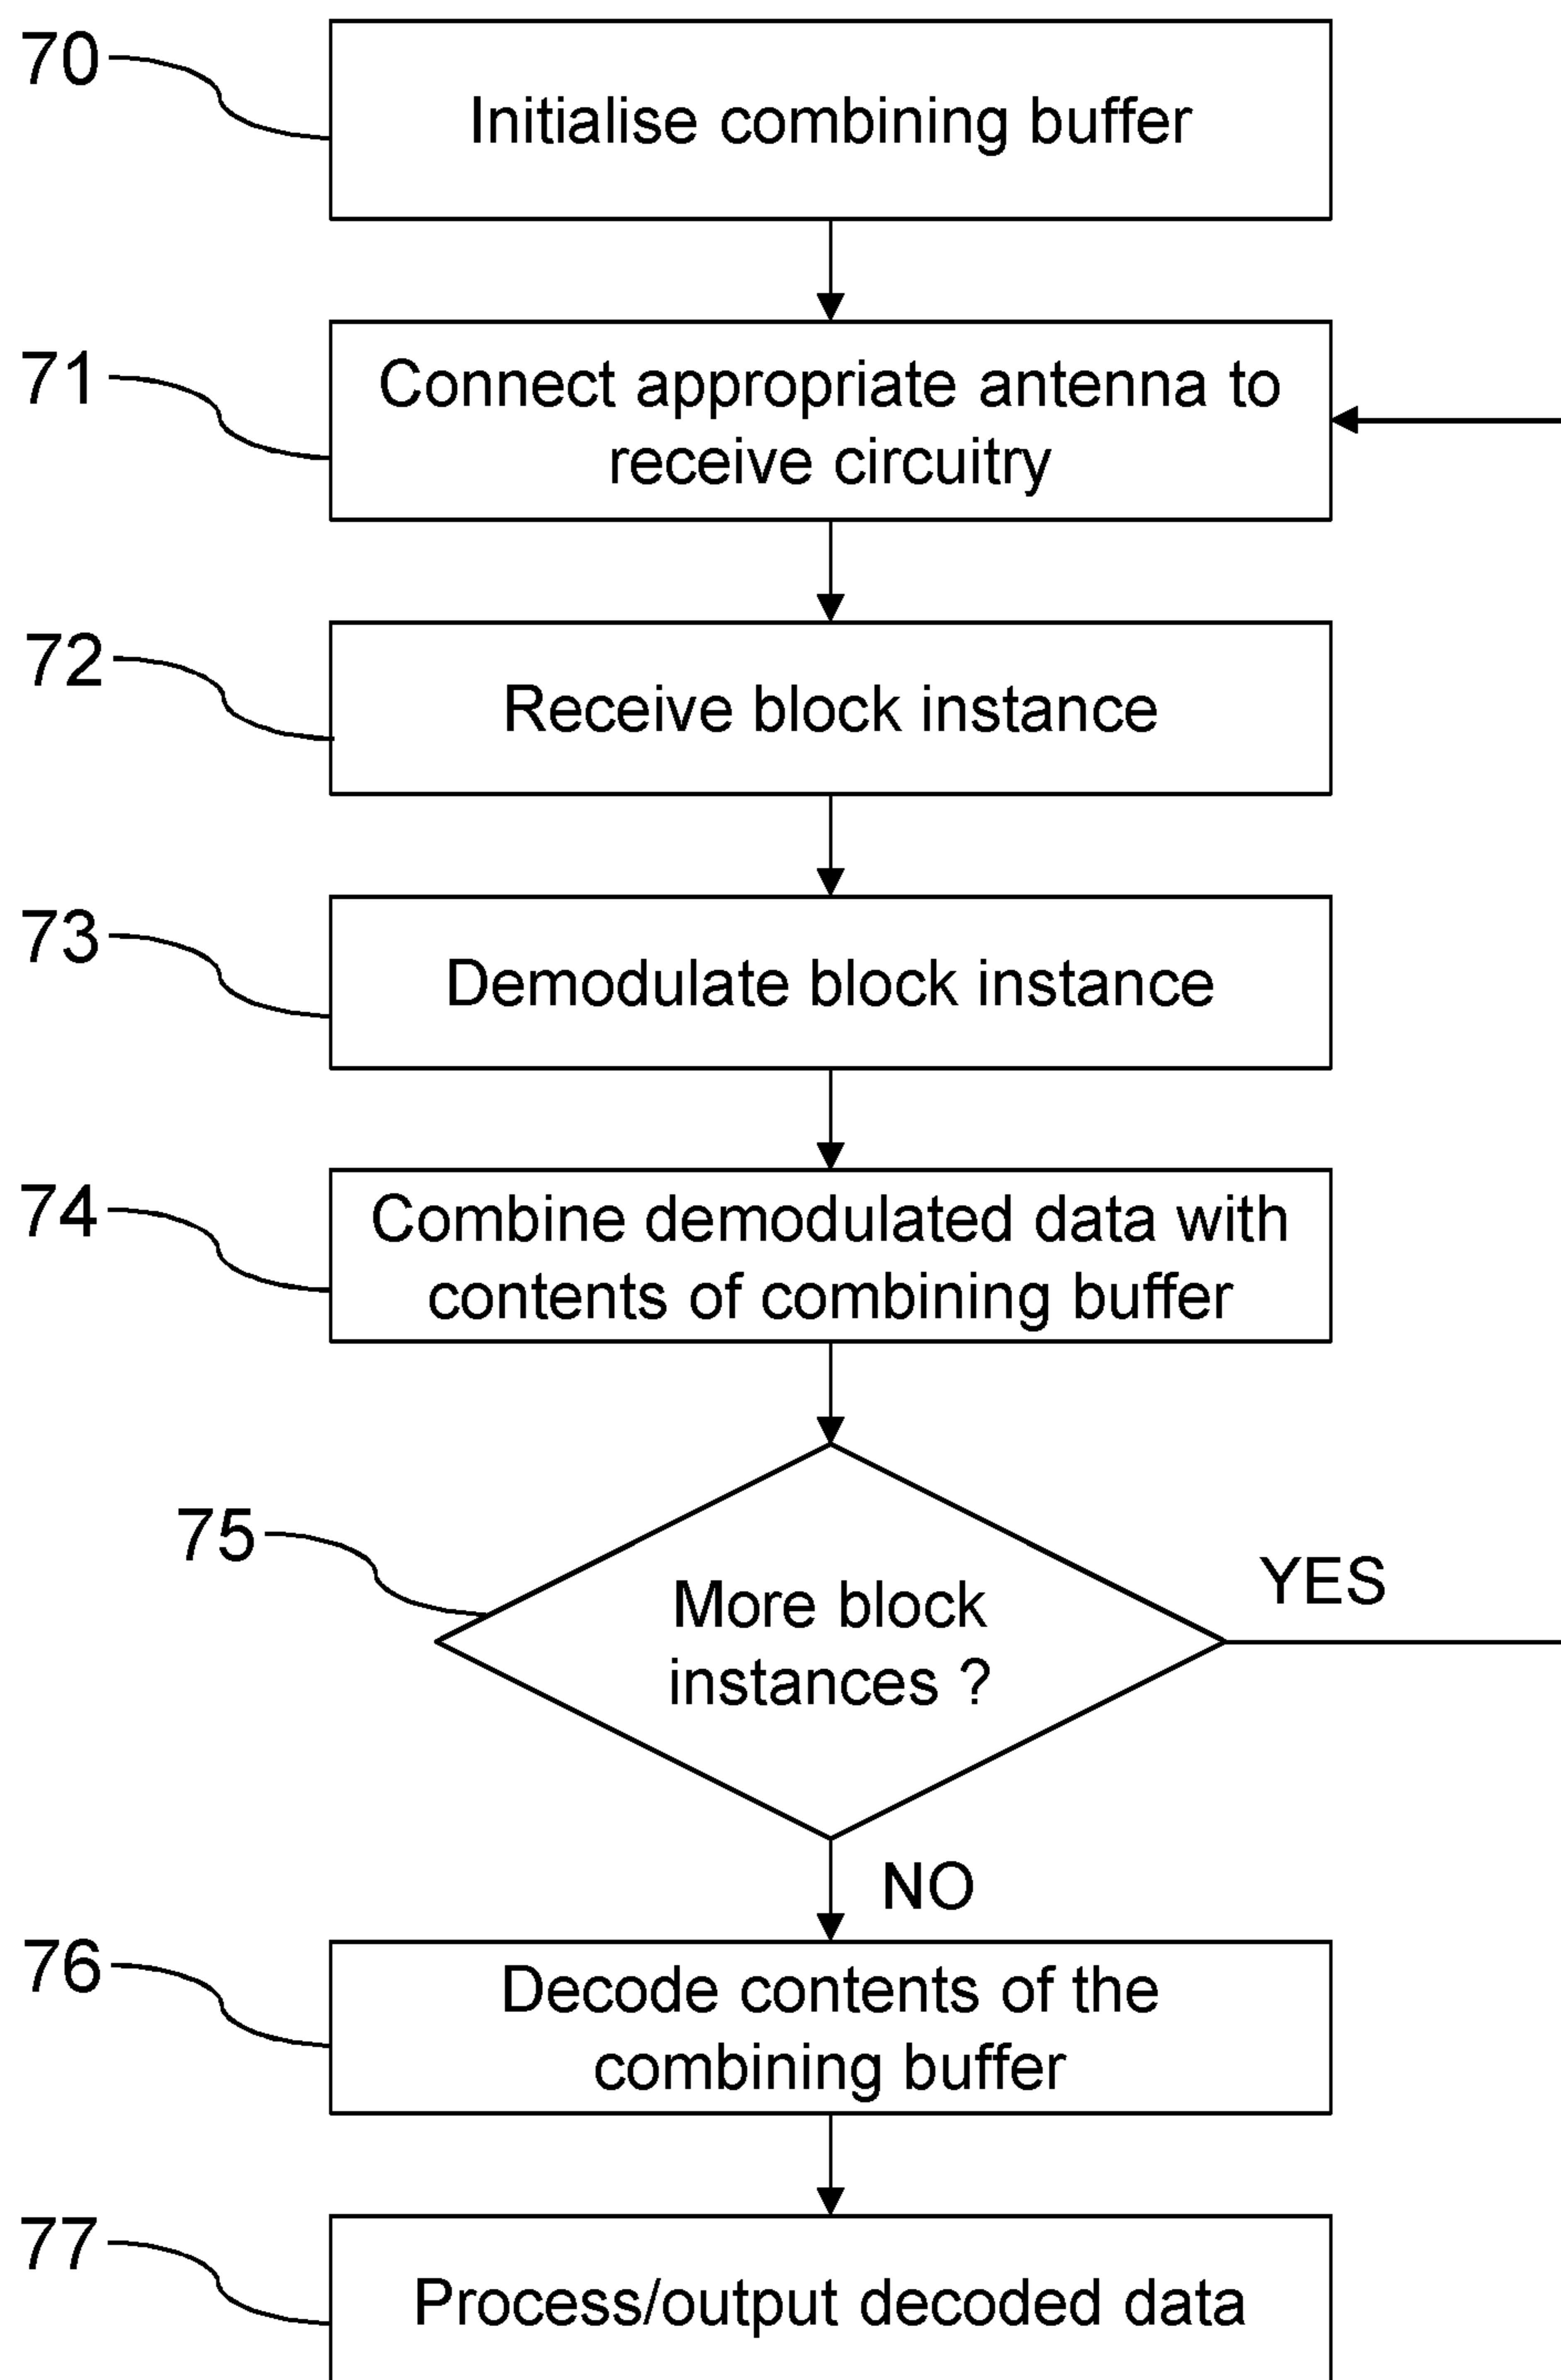 70
Initialise combining buffer
71
Connect appropriate antenna to
receive circuitry
72
Receive block instance
73
Demodulate block instance
74
Combine demodulated data with
contents of combining buffer
75
More block
instances ?
YES
NO
76
Decode contents of the
combining buffer
77
Process/output decoded data